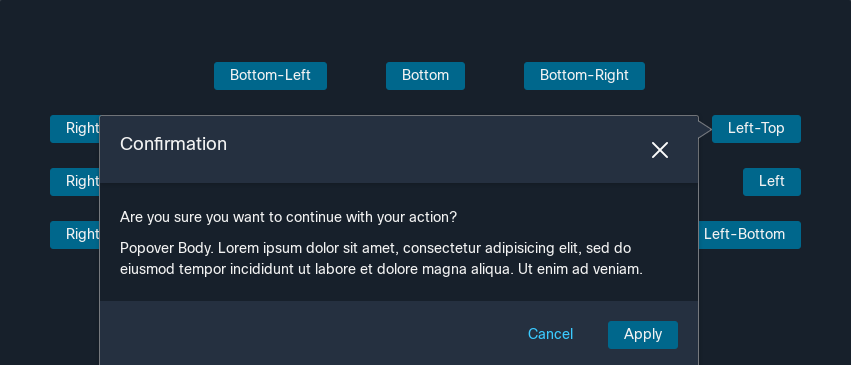 Bottom-Left Bottom Bottom-Right
Right Left-Top
Confirmation
Right Left
Are you sure you want to continue with your action?
Right Left-Bottom
Popover Body. Lorem ipsum dolor sit amet, consectetur adipisicing elit, sed do
eiusmod tempor incididunt ut labore et dolore magna aliqua. Ut enim ad veniam.
Cancel Apply